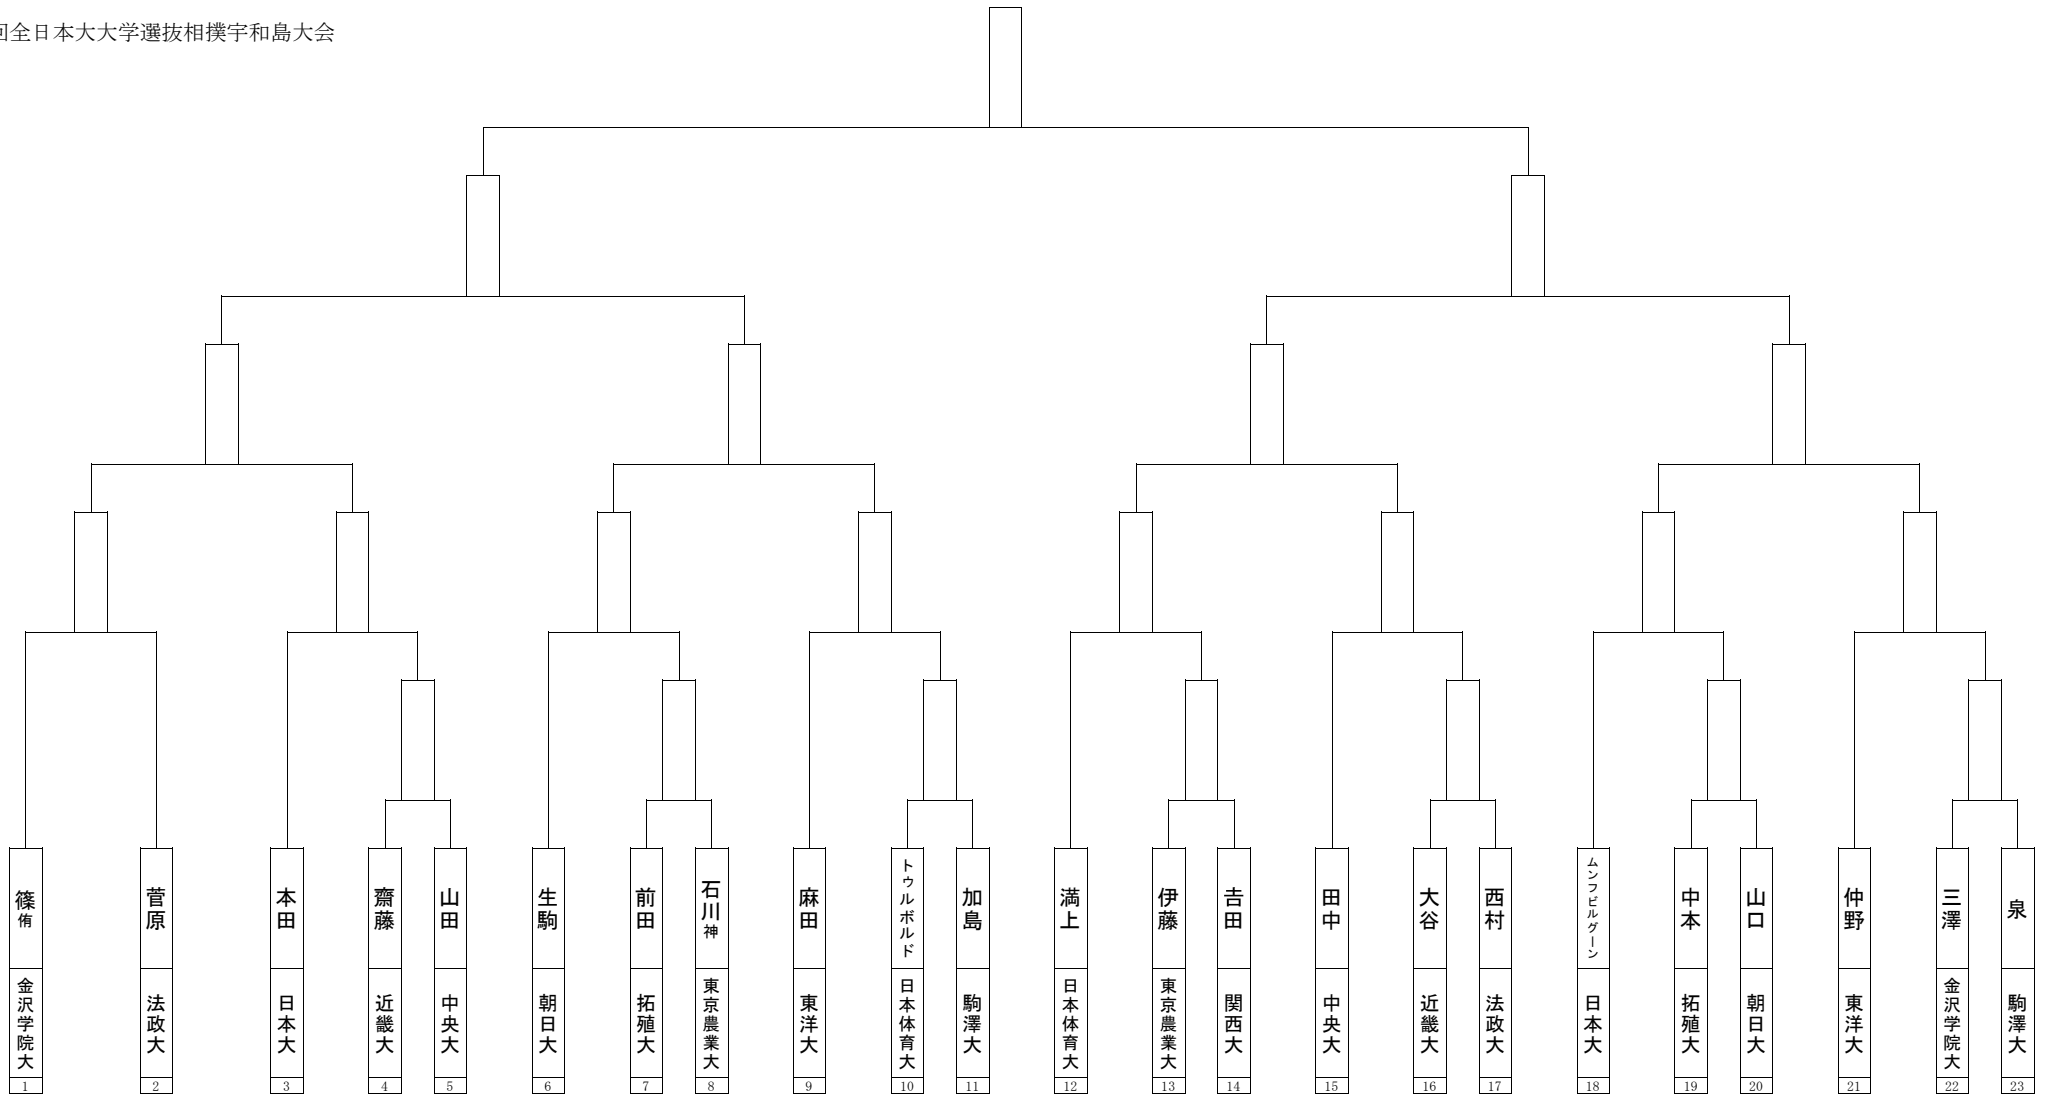 回全日本大大学選抜相撲宇和島大会
篠侑
金沢学院大
1
菅原
法政大
2
本田
日本大
3
齋藤
近畿大
4
山田
中央大
5
生駒
朝日大
6
前田
拓殖大
7
石川神
東京農業大
8
麻田
東洋大
9
トゥルボルド
日本体育大
10
加島
駒澤大
11
満上
日本体育大
12
伊藤
東京農業大
13
𠮷田
関西大
14
田中
中央大
15
大谷
近畿大
16
西村
法政大
17
ムンフビルグーン
日本大
18
中本
拓殖大
19
山口
朝日大
20
仲野
東洋大
21
三澤
金沢学院大
22
泉
駒澤大
23